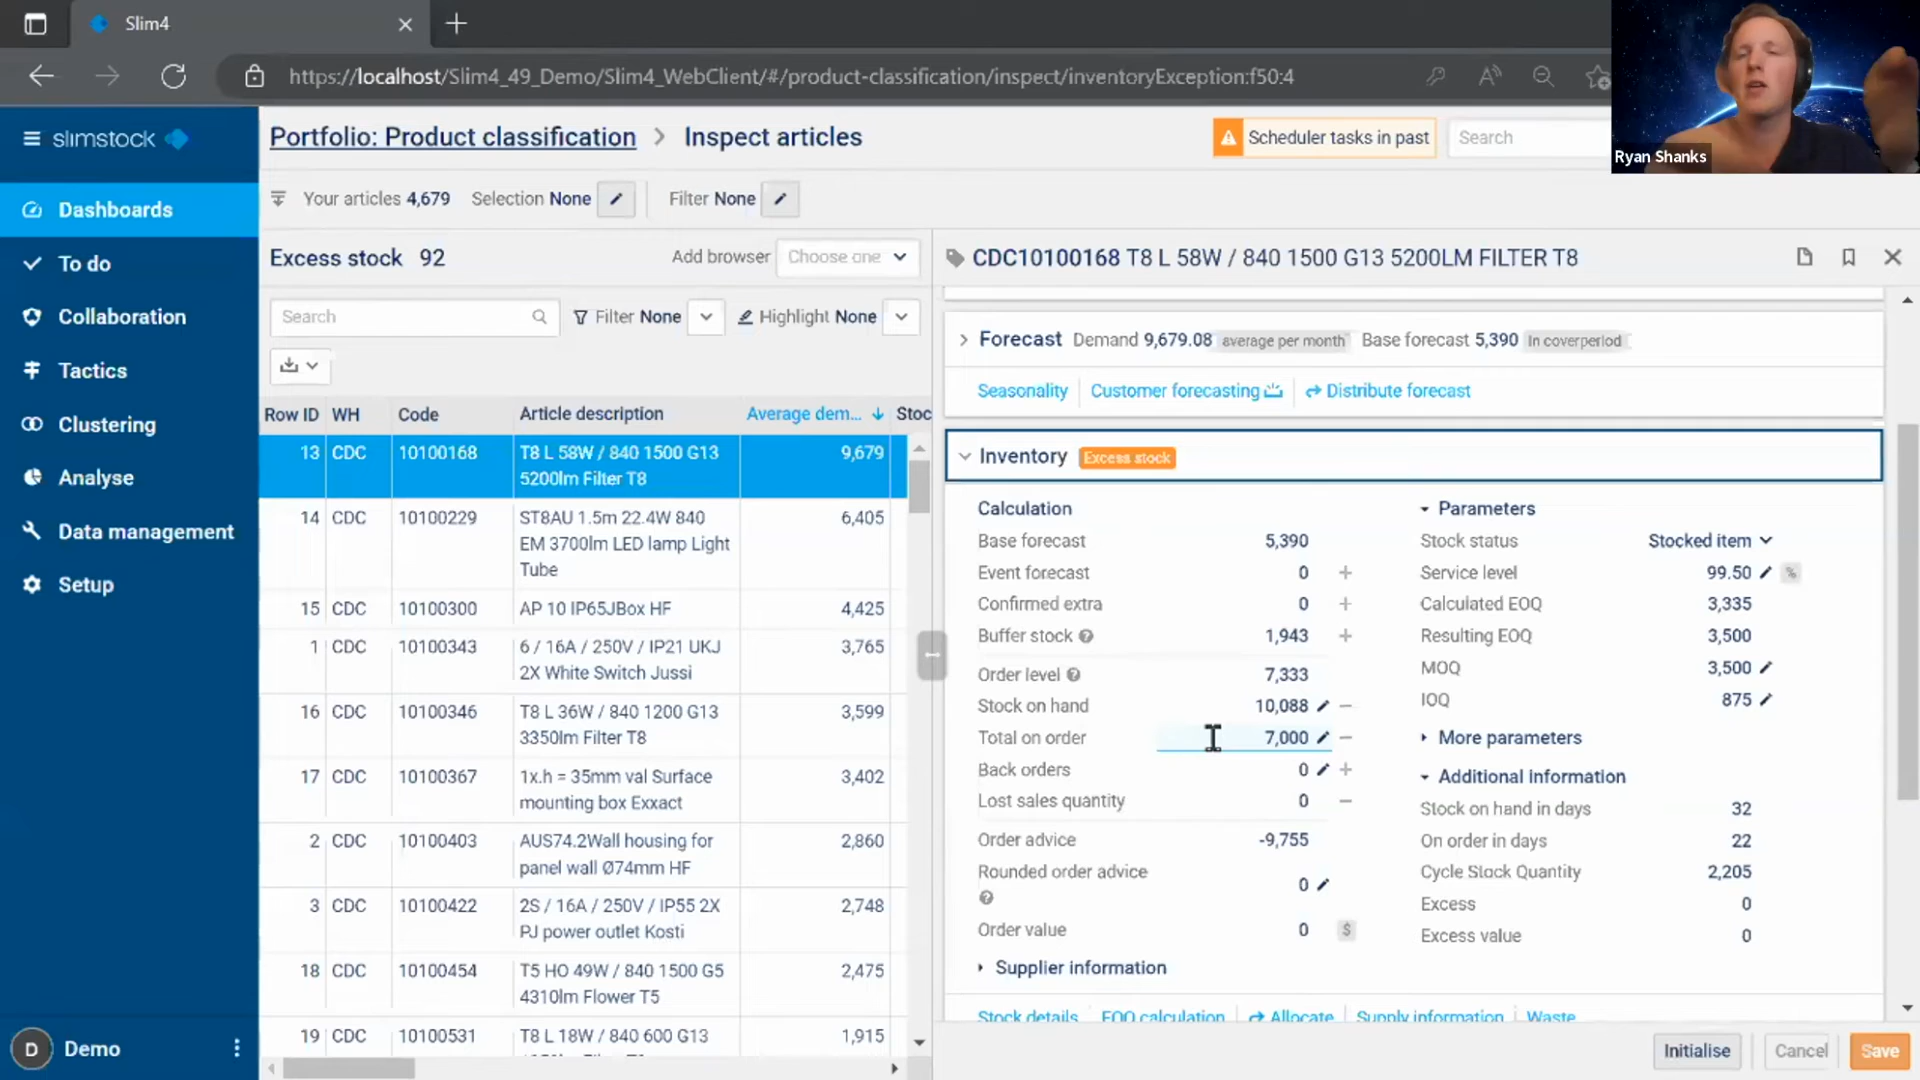 Slim4
https://localhost/Slim4_49_Demo/Slim4_WebClient/#/product-classification/inspect/inventoryException:f50:4
Ryan Shanks
slimstock
Dashboards
To do
Collaboration
Tactics
Clustering
Analyse
Data management
Setup
D Demo
Portfolio: Product classification > Inspect articles
Scheduler tasks in past
Search
Your articles 4,679 Selection None Filter None
Excess stock 92 Add browser Choose one
Search Filter None Highlight None
Row ID WH Code Article description Average dem... Stoc
13 CDC 10100168 T8 L 58W / 840 1500 G13 9,679
5200lm Filter T8
14 CDC 10100229 ST8AU 1.5m 22.4W 840 6,405
EM 3700lm LED lamp Light
Tube
15 CDC 10100300 AP 10 IP65JBox HF 4,425
1 CDC 10100343 6 / 16A / 250V / IP21 UKJ 3,765
2X White Switch Jussi
16 CDC 10100346 T8 L 36W / 840 1200 G13 3,599
3350lm Filter T8
17 CDC 10100367 1x.h = 35mm val Surface 3,402
mounting box Exxact
2 CDC 10100403 AUS74.2Wall housing for 2,860
panel wall Ø74mm HF
3 CDC 10100422 2S / 16A / 250V / IP55 2X 2,748
PJ power outlet Kosti
18 CDC 10100454 T5 HO 49W / 840 1500 G5 2,475
4310lm Flower T5
19 CDC 10100531 T8 L 18W / 840 600 G13 1,915
CDC10100168 T8 L 58W / 840 1500 G13 5200LM FILTER T8
Forecast Demand 9,679.08 average per month Base forecast 5,390 In coverperiod
Seasonality Customer forecasting Distribute forecast
Inventory Excess stock
Calculation
Base forecast 5,390
Event forecast 0 +
Confirmed extra 0 +
Buffer stock 1,943 +
Order level 7,333
Stock on hand 10,088 −
Total on order 7,000 −
Back orders 0 +
Lost sales quantity 0 −
Order advice -9,755
Rounded order advice 0
Order value 0 $
Supplier information
Parameters
Stock status Stocked item
Service level 99.50 %
Calculated EOQ 3,335
Resulting EOQ 3,500
MOQ 3,500
IOQ 875
More parameters
Additional information
Stock on hand in days 32
On order in days 22
Cycle Stock Quantity 2,205
Excess 0
Excess value 0
Stock details EOQ calculation Allocate Supply information Waste
Initialise Cancel Save